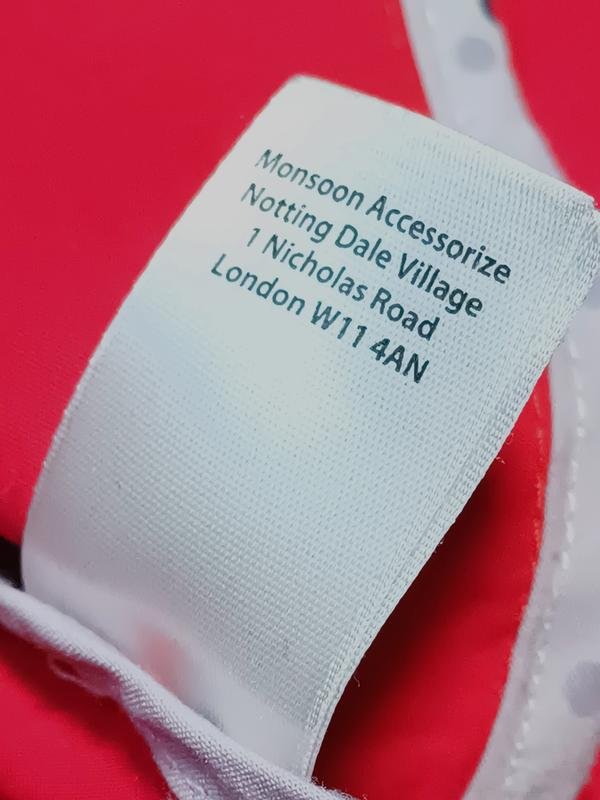 Monsoon Accessorize
Notting Dale Village
1 Nicholas Road
London W11 4AN